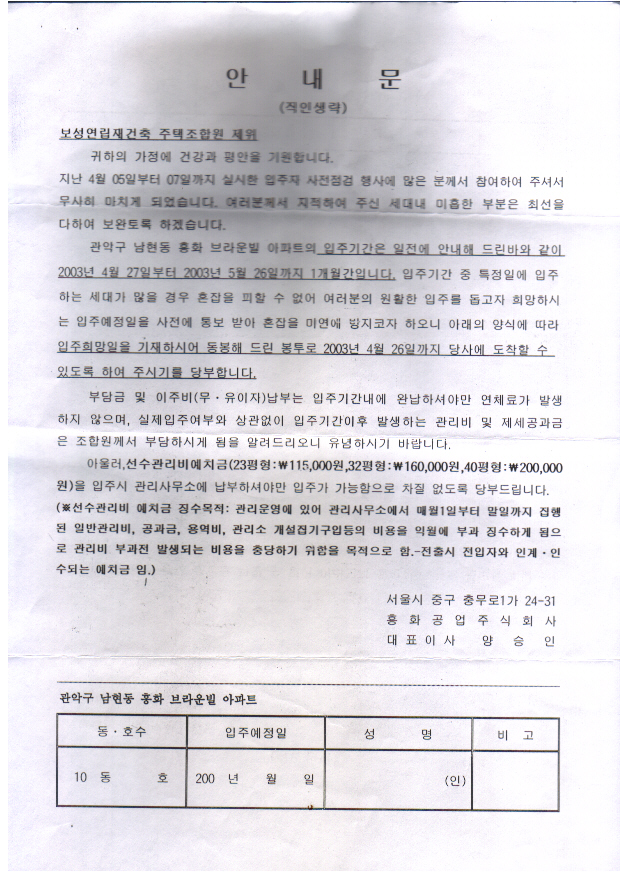 안 내 문
(직인생략)
보성연립재건축 주택조합원 제위
귀하의 가정에 건강과 평안을 기원합니다.
지난 4월 05일부터 07일까지 실시한 입주자 사전점검 행사에 많은 분께서 참여하여 주셔서
무사히 마치게 되었습니다. 여러분께서 지적하여 주신 세대내 미흡한 부분은 최선을
다하여 보완토록 하겠습니다.
관악구 남현동 흥화 브라운빌 아파트의 입주기간은 일전에 안내해 드린바와 같이
2003년 4월 27일부터 2003년 5월 26일까지 1개월간입니다. 입주기간 중 특정일에 입주
하는 세대가 많을 경우 혼잡을 피할 수 없어 여러분의 원활한 입주를 돕고자 희망하시
는 입주예정일을 사전에 통보 받아 혼잡을 미연에 방지코자 하오니 아래의 양식에 따라
입주희망일을 기재하시어 동봉해 드린 봉투로 2003년 4월 26일까지 당사에 도착할 수
있도록 하여 주시기를 당부합니다.
부담금 및 이주비(무·유이자)납부는 입주기간내에 완납하셔야만 연체료가 발생
하지 않으며, 실제입주여부와 상관없이 입주기간이후 발생하는 관리비 및 제세공과금
은 조합원께서 부담하시게 됨을 알려드리오니 유념하시기 바랍니다.
아울러,선수관리비예치금(23평형:₩115,000원,32평형:₩160,000원,40평형:₩200,000
원)을 입주시 관리사무소에 납부하셔야만 입주가 가능함으로 차질 없도록 당부드립니다.
(※선수관리비 예치금 징수목적: 관리운영에 있어 관리사무소에서 매월1일부터 말일까지 집행
된 일반관리비, 공과금, 용역비, 관리소 개설집기구입등의 비용을 익월에 부과 징수하게 됨으
로 관리비 부과전 발생되는 비용을 충당하기 위함을 목적으로 함.-전출시 전입자와 인계·인
수되는 예치금 임.)
서울시 중구 충무로1가 24-31
흥화공업주식회사
대표이사 양 승 인
관악구 남현동 흥화 브라운빌 아파트
동·호수 입주예정일 성 명 비 고
10 동 호 200 년 월 일 (인)